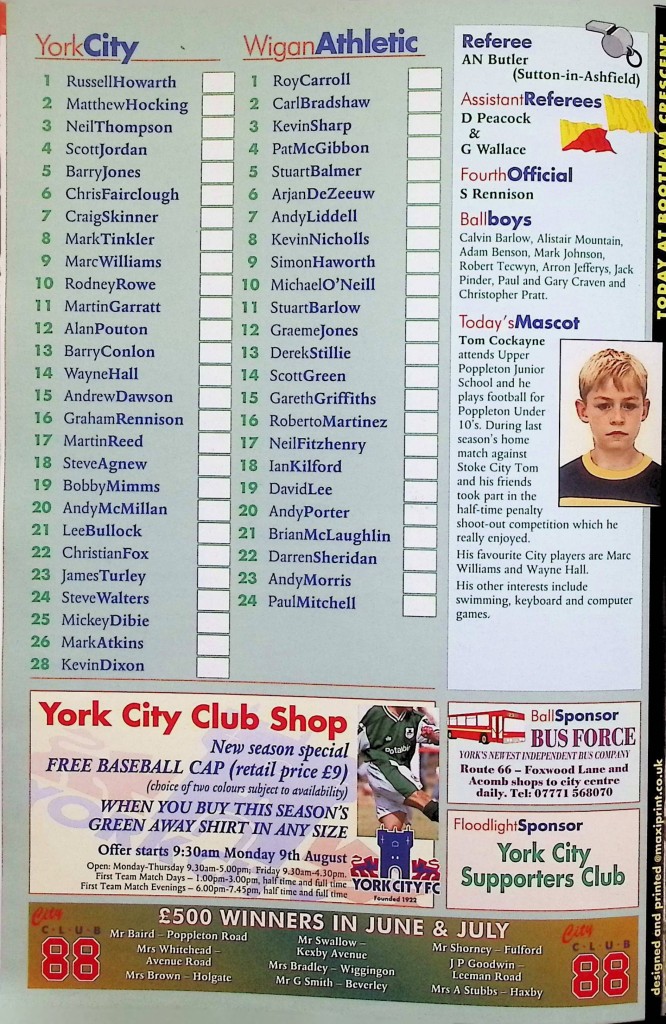 YorkCity
1 RussellHowarth
2 MatthewHocking
3 NeilThompson
4 ScottJordan
5 BarryJones
6 ChrisFairclough
7 CraigSkinner
8 MarkTinkler
9 MarcWilliams
10 RodneyRowe
11 MartinGarratt
12 AlanPouton
13 BarryConlon
14 WayneHall
15 AndrewDawson
16 GrahamRennison
17 MartinReed
18 SteveAgnew
19 BobbyMimms
20 AndyMcMillan
21 LeeBullock
22 ChristianFox
23 JamesTurley
24 SteveWalters
25 MickeyDibie
26 MarkAtkins
28 KevinDixon
WiganAthletic
1 RoyCarroll
2 CarlBradshaw
3 KevinSharp
4 PatMcGibbon
5 StuartBalmer
6 ArjanDeZeeuw
7 AndyLiddell
8 KevinNicholls
9 SimonHaworth
10 MichaelO'Neill
11 StuartBarlow
12 GraemeJones
13 DerekStillie
14 ScottGreen
15 GarethGriffiths
16 RobertoMartinez
17 NeilFitzhenry
18 IanKilford
19 DavidLee
20 AndyPorter
21 BrianMcLaughlin
22 DarrenSheridan
23 AndyMorris
24 PaulMitchell
Referee
AN Butler
(Sutton-in-Ashfield)
AssistantReferees
D Peacock
&
G Wallace
FourthOfficial
S Rennison
Ballboys
Calvin Barlow, Alistair Mountain,
Adam Benson, Mark Johnson,
Robert Tecwyn, Arron Jefferys, Jack
Pinder, Paul and Gary Craven and
Christopher Pratt.
Today'sMascot
Tom Cockayne
attends Upper
Poppleton Junior
School and he
plays football for
Poppleton Under
10's. During last
season's home
match against
Stoke City Tom
and his friends
took part in the
half-time penalty
shoot-out competition which he
really enjoyed.
His favourite City players are Marc
Williams and Wayne Hall.
His other interests include
swimming, keyboard and computer
games.
TODAY AT BOOTHAM CRESCENT
York City Club Shop
New season special
FREE BASEBALL CAP (retail price £9)
(choice of two colours subject to availability)
WHEN YOU BUY THIS SEASON'S
GREEN AWAY SHIRT IN ANY SIZE
Offer starts 9:30am Monday 9th August
Open: Monday-Thursday 9.30am-5.00pm; Friday 9.30am-4.30pm.
First Team Match Days – 1.00pm-3.00pm, half time and full time
First Team Match Evenings – 6.00pm-7.45pm, half time and full time
YORK CITY FC
Founded 1922
BallSponsor
BUS FORCE
YORK'S NEWEST INDEPENDENT BUS COMPANY
Route 66 – Foxwood Lane and
Acomb shops to city centre
daily. Tel: 07771 568070
FloodlightSponsor
York City
Supporters Club
City
C·L·U·B
88
£500 WINNERS IN JUNE & JULY
Mr Baird – Poppleton Road
Mrs Whitehead –
Avenue Road
Mrs Brown – Holgate
Mr Swallow –
Kexby Avenue
Mrs Bradley – Wiggington
Mr G Smith – Beverley
Mr Shorney – Fulford
J P Goodwin –
Leeman Road
Mrs A Stubbs – Haxby
City
C·L·U·B
88
designed and printed @maxiprint.co.uk